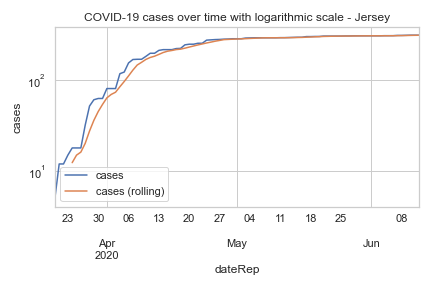 COVID-19 cases over time with logarithmic scale - Jersey
cases
10²
10¹
cases
cases (rolling)
23 30 06 13 20 27 04 11 18 25 08
Apr May Jun
2020
dateRep